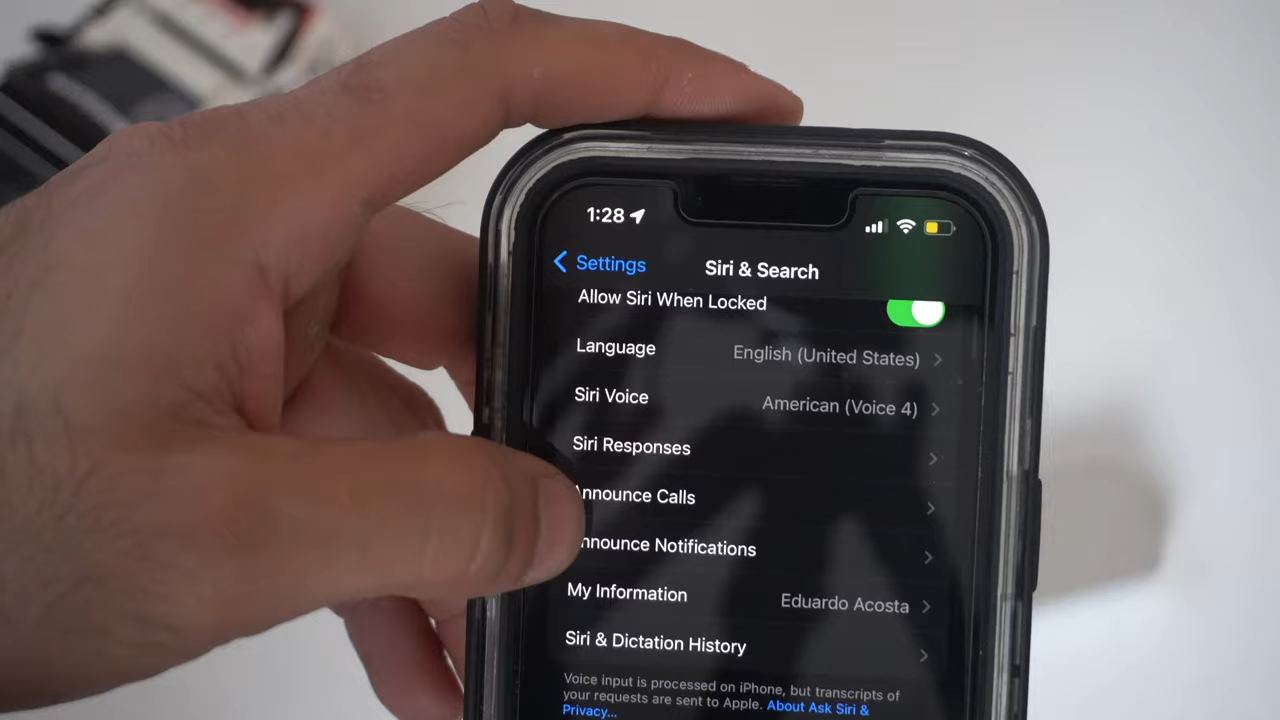 1:28
Settings
Siri & Search
Allow Siri When Locked
Language English (United States)
Siri Voice American (Voice 4)
Siri Responses
nnounce Calls
nnounce Notifications
My Information Eduardo Acosta
Siri & Dictation History
Voice input is processed on iPhone, but transcripts of
your requests are sent to Apple. About Ask Siri &
Privacy...